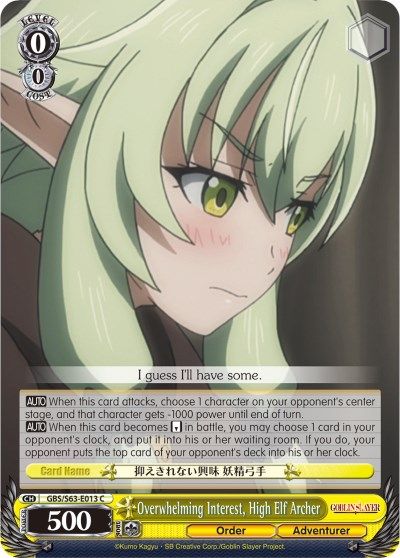 LEVEL
0
0
COST
I guess I'll have some.
AUTO When this card attacks, choose 1 character on your opponent's center
stage, and that character gets -1000 power until end of turn.
AUTO When this card becomes in battle, you may choose 1 card in your
opponent's clock, and put it into his or her waiting room. If you do, your
opponent puts the top card of your opponent's deck into his or her clock.
Card Name 抑えきれない興味 妖精弓手
CH GBS/S63-E013 C
POWER 500
Overwhelming Interest, High Elf Archer
GOBLIN SLAYER
Order Adventurer
©Kumo Kagyu・SB Creative Corp./Goblin Slayer Project.